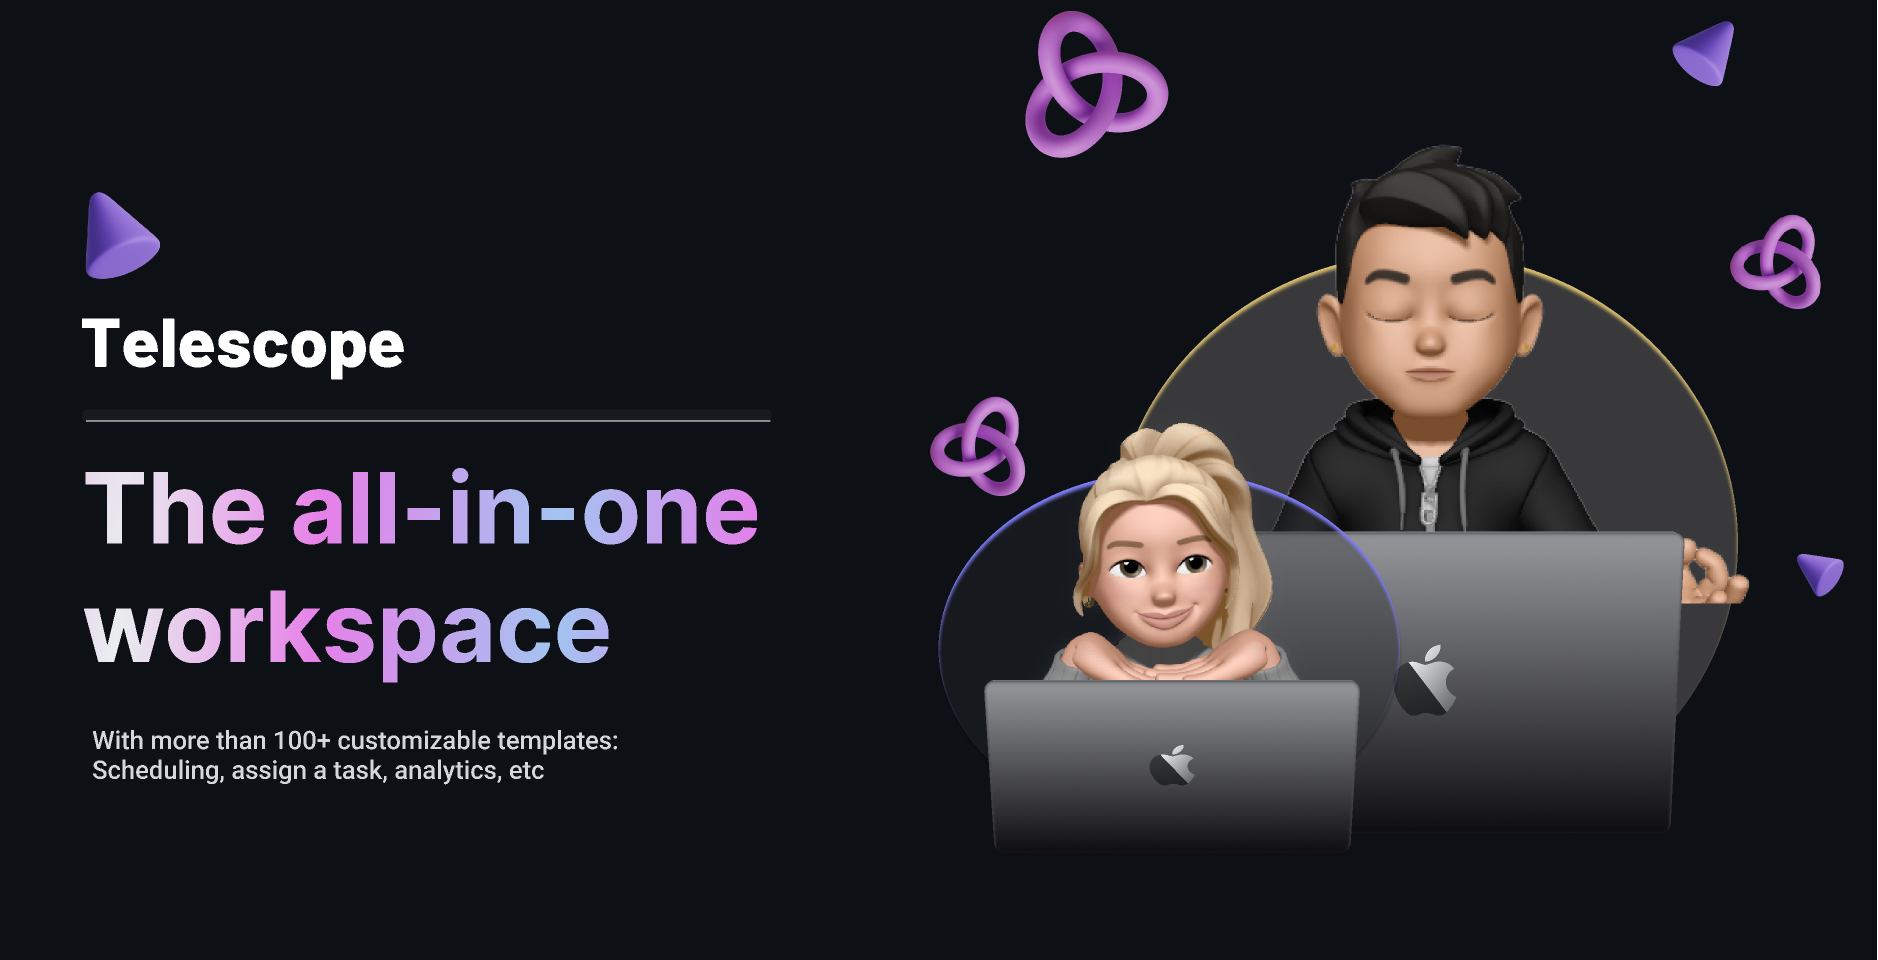 Telescope
The all-in-one
workspace
With more than 100+ customizable templates:
Scheduling, assign a task, analytics, etc